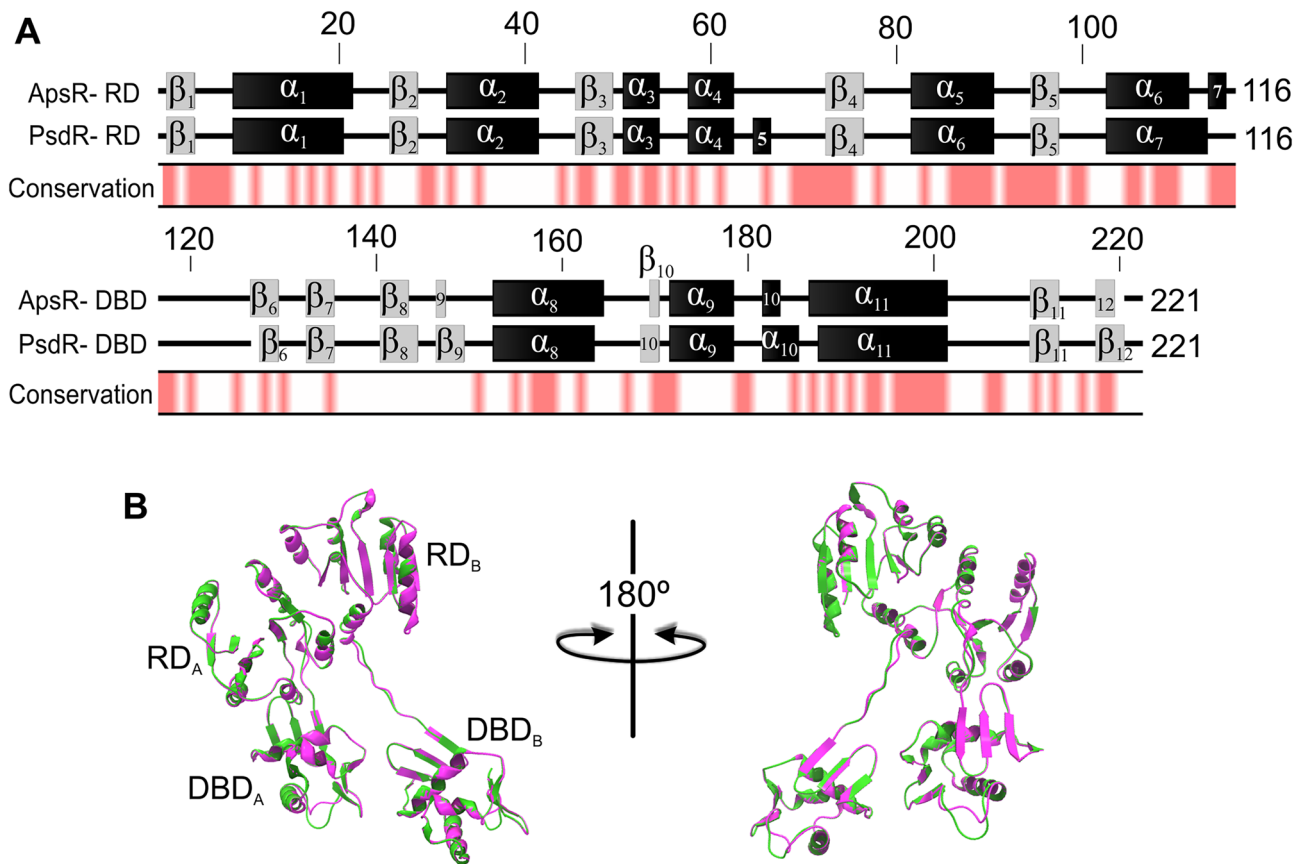 A
20 40 60 80 100
ApsR- RD β1 α1 β2 α2 β3 α3 α4 β4 α5 β5 α6 7 116
PsdR- RD β1 α1 β2 α2 β3 α3 α4 5 β4 α6 β5 α7 116
Conservation
120 140 160 180 200 220
β10
ApsR- DBD β6 β7 β8 9 α8 α9 10 α11 β11 12 221
PsdR- DBD β6 β7 β8 β9 α8 10 α9 α10 α11 β11 β12 221
Conservation
B
RDB
180º
RDA
DBDB
DBDA